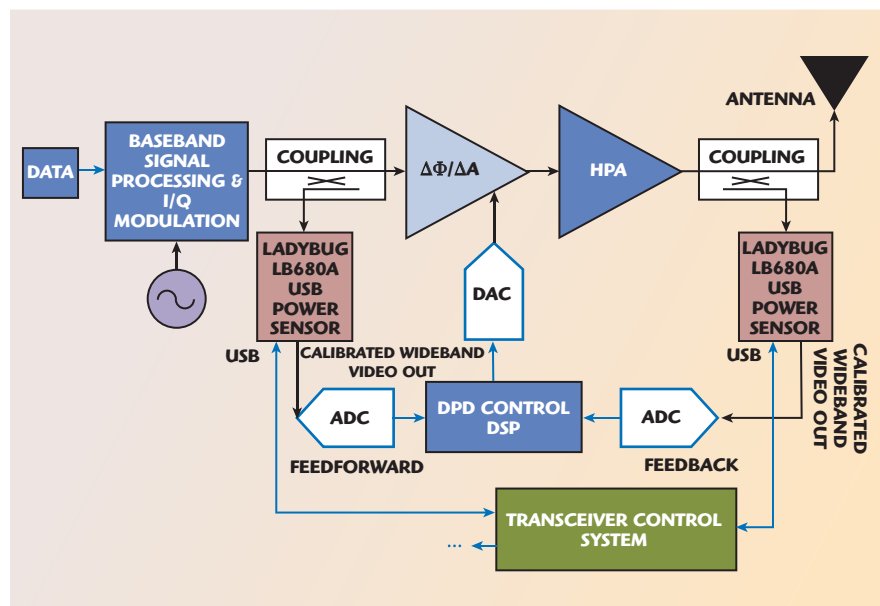 ANTENNA
DATA
BASEBAND
SIGNAL
PROCESSING &
I/Q
MODULATION
COUPLING
ΔΦ/ΔA
HPA
COUPLING
LADYBUG
LB680A
USB
POWER
SENSOR
DAC
LADYBUG
LB680A
USB
POWER
SENSOR
USB
CALIBRATED WIDEBAND
VIDEO OUT
USB
CALIBRATED
WIDEBAND
VIDEO OUT
ADC
DPD CONTROL
DSP
ADC
FEEDFORWARD
FEEDBACK
TRANSCEIVER CONTROL
SYSTEM
...